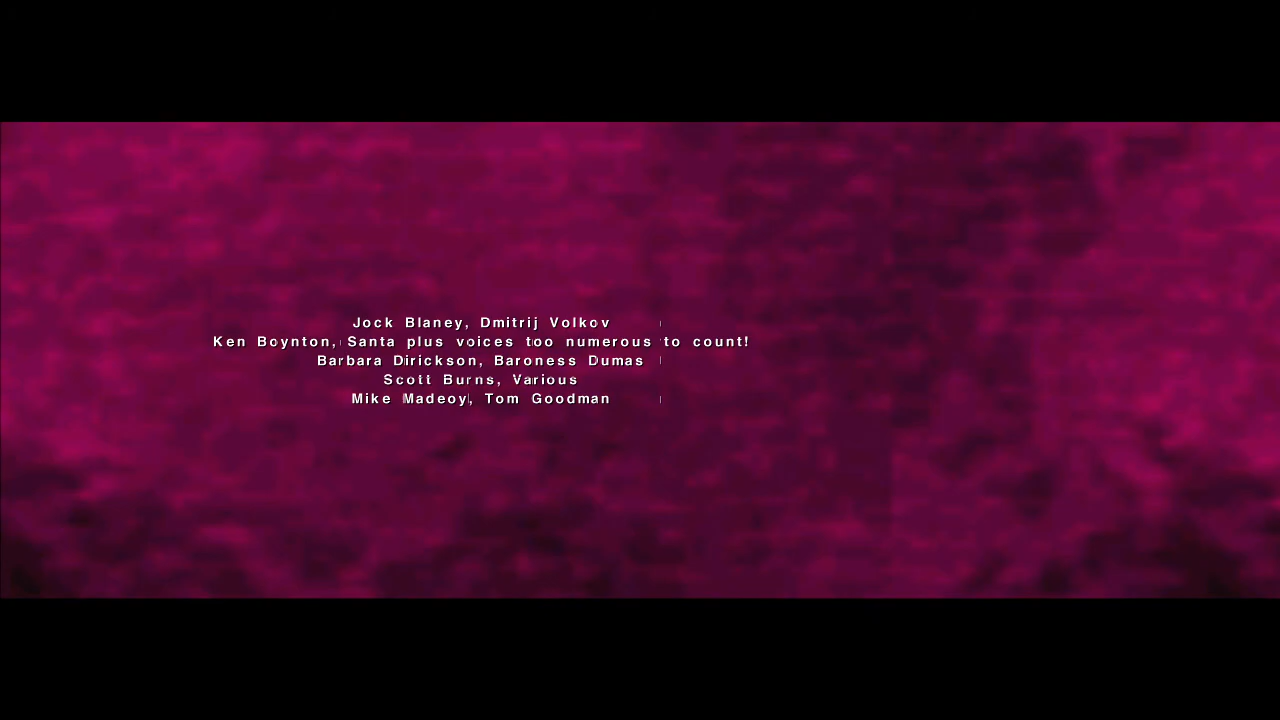 Jock Blaney, Dmitrij Volkov
Ken Boynton, Santa plus voices too numerous to count!
Barbara Dirickson, Baroness Dumas
Scott Burns, Various
Mike Madeoy, Tom Goodman